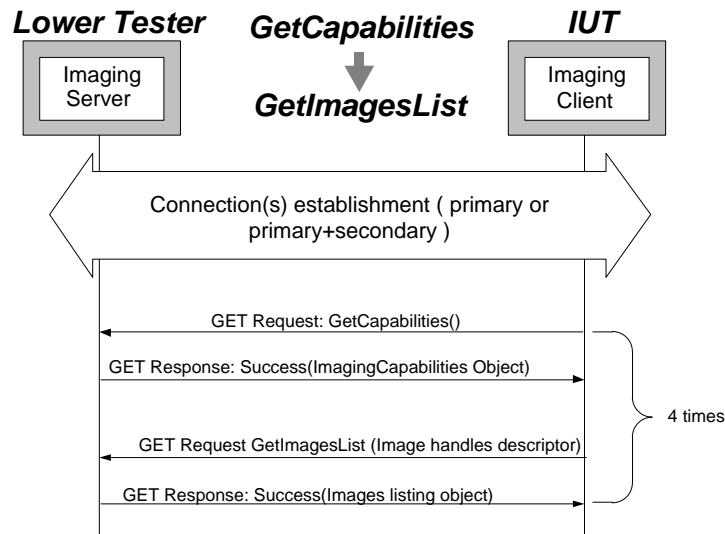 Lower Tester
GetCapabilities
IUT
Imaging
Server
GetImagesList
Imaging
Client
Connection(s) establishment ( primary or
primary+secondary )
GET Request: GetCapabilities()
GET Response: Success(ImagingCapabilities Object)
4 times
GET Request GetImagesList (Image handles descriptor)
GET Response: Success(Images listing object)